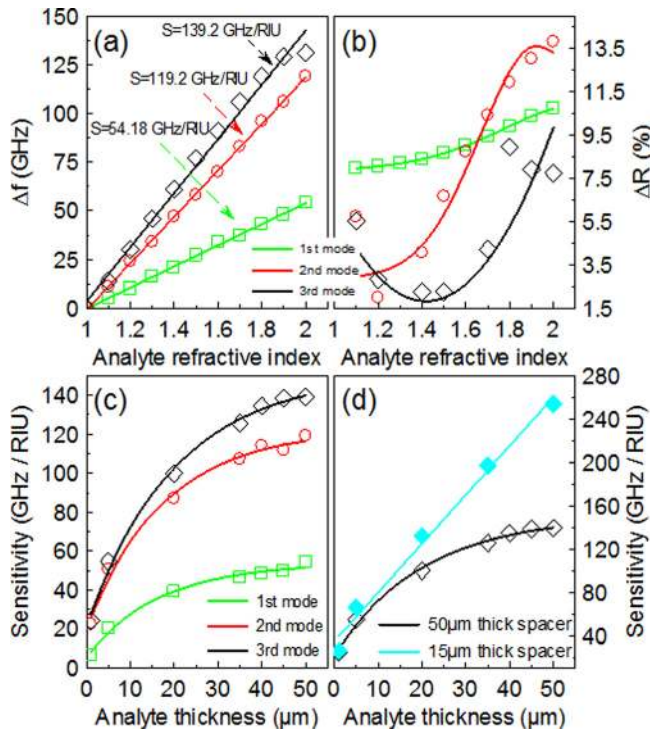 (a)
S=139.2 GHz/RIU
S=119.2 GHz/RIU
S=54.18 GHz/RIU
Δf (GHz)
150
125
100
75
50
25
0
1st mode
2nd mode
3rd mode
1 1.2 1.4 1.6 1.8 2
Analyte refractive index
(b)
13.5
12
10.5
9.5
7.5
6
4.5
3
1.5
ΔR (%)
1 1.2 1.4 1.6 1.8 2
Analyte refractive index
(c)
Sensitivity (GHz / RIU)
140
120
100
80
60
40
20
0
1st mode
2nd mode
3rd mode
0 10 20 30 40 50
Analyte thickness (μm)
(d)
280
240
200
160
120
80
40
Sensitivity (GHz / RIU)
50μm thick spacer
15μm thick spacer
0 10 20 30 40 50
Analyte thickness (μm)